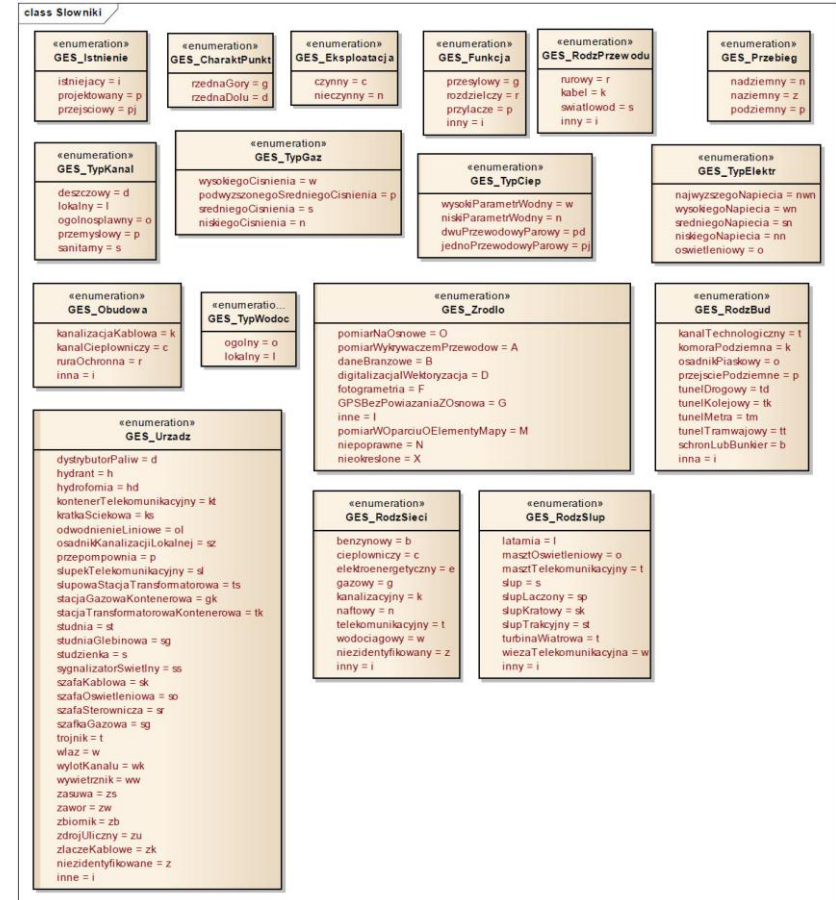 class Slowniki
«enumeration»
GES_Istnienie
istniejacy = i
projektowany = p
przejsciowy = pj
«enumeration»
GES_CharaktPunkt
rzednaGory = g
rzednaDolu = d
«enumeration»
GES_Eksploatacja
czynny = c
nieczynny = n
«enumeration»
GES_Funkcja
przesylowy = g
rozdzielczy = r
przylacze = p
inny = i
«enumeration»
GES_RodzPrzewodu
rurowy = r
kabel = k
swiatlowod = s
inny = i
«enumeration»
GES_Przebieg
nadziemny = n
naziemny = z
podziemny = p
«enumeration»
GES_TypKanal
deszczowy = d
lokalny = l
ogolnosplawny = o
przemyslowy = p
sanitarny = s
«enumeration»
GES_TypGaz
wysokiegoCisnienia = w
podwyzszonegoSredniegoCisnienia = p
sredniegoCisnienia = s
niskiegoCisnienia = n
«enumeration»
GES_TypCiep
wysokiParametrWodny = w
niskiParametrWodny = n
dwuPrzewodowyParowy = pd
jednoPrzewodowyParowy = pj
«enumeration»
GES_TypElektr
najwyzszegoNapiecia = nwn
wysokiegoNapiecia = wn
sredniegoNapiecia = sn
niskiegoNapiecia = nn
oswietleniowy = o
«enumeration»
GES_Obudowa
kanalizacjaKablowa = k
kanalCieplowniczy = c
ruraOchronna = r
inna = i
«enumeratio...
GES_TypWodoc
ogolny = o
lokalny = l
«enumeration»
GES_Zrodlo
pomiarNaOsnowe = O
pomiarWykrywaczemPrzewodow = A
daneBranzowe = B
digitalizacjaIWektoryzacja = D
fotogrametria = F
GPSBezPowiazaniaZOsnowa = G
inne = I
pomiarWOparciuOElementyMapy = M
niepoprawne = N
nieokreslone = X
«enumeration»
GES_RodzBud
kanalTechnologiczny = t
komoraPodziemna = k
osadnikPiaskowy = o
przejsciePodziemne = p
tunelDrogowy = td
tunelKolejowy = tk
tunelMetra = tm
tunelTramwajowy = tt
schronLubBunkier = b
inna = i
«enumeration»
GES_Urzadz
dystrybutorPaliw = d
hydrant = h
hydrofornia = hd
kontenerTelekomunikacyjny = kt
kratkaSciekowa = ks
odwodnienieLiniowe = ol
osadnikKanalizacjiLokalnej = sz
przepompownia = p
slupekTelekomunikacyjny = sl
slupowaStacjaTransformatorowa = ts
stacjaGazowaKontenerowa = gk
stacjaTransformatorowaKontenerowa = tk
studnia = st
studniaGlebinowa = sg
studzienka = s
sygnalizatorSwietlny = ss
szafaKablowa = sk
szafaOswietleniowa = so
szafaSterownicza = sr
szafkaGazowa = sg
trojnik = t
wlaz = w
wylotKanalu = wk
wywietrznik = ww
zasuwa = zs
zawor = zw
zbiornik = zb
zdrojUliczny = zu
zlaczeKablowe = zk
niezidentyfikowane = z
inne = i
«enumeration»
GES_RodzSieci
benzynowy = b
cieplowniczy = c
elektroenergetyczny = e
gazowy = g
kanalizacyjny = k
naftowy = n
telekomunikacyjny = t
wodociagowy = w
niezidentyfikowany = z
inny = i
«enumeration»
GES_RodzSlup
latarnia = l
masztOswietleniowy = o
masztTelekomunikacyjny = t
slup = s
slupLaczony = sp
slupKratowy = sk
slupTrakcyjny = st
turbinaWiatrowa = t
wiezaTelekomunikacyjna = w
inny = i